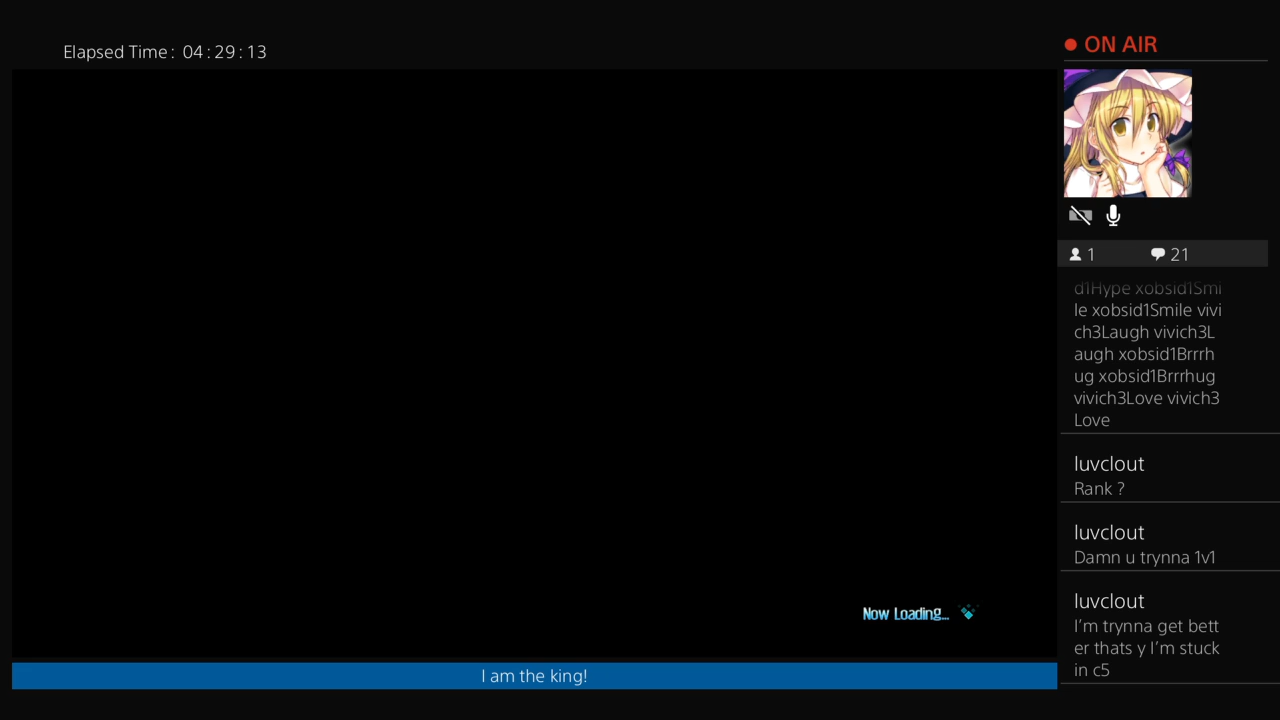 Elapsed Time: 04:29:13
ON AIR
1 21
d1Hype xobsid1Smi
le xobsid1Smile vivi
ch3Laugh vivich3L
augh xobsid1Brrrh
ug xobsid1Brrrhug
vivich3Love vivich3
Love
luvclout
Rank ?
luvclout
Damn u trynna 1v1
luvclout
I'm trynna get bett
er thats y I'm stuck
in c5
Now Loading...
I am the king!